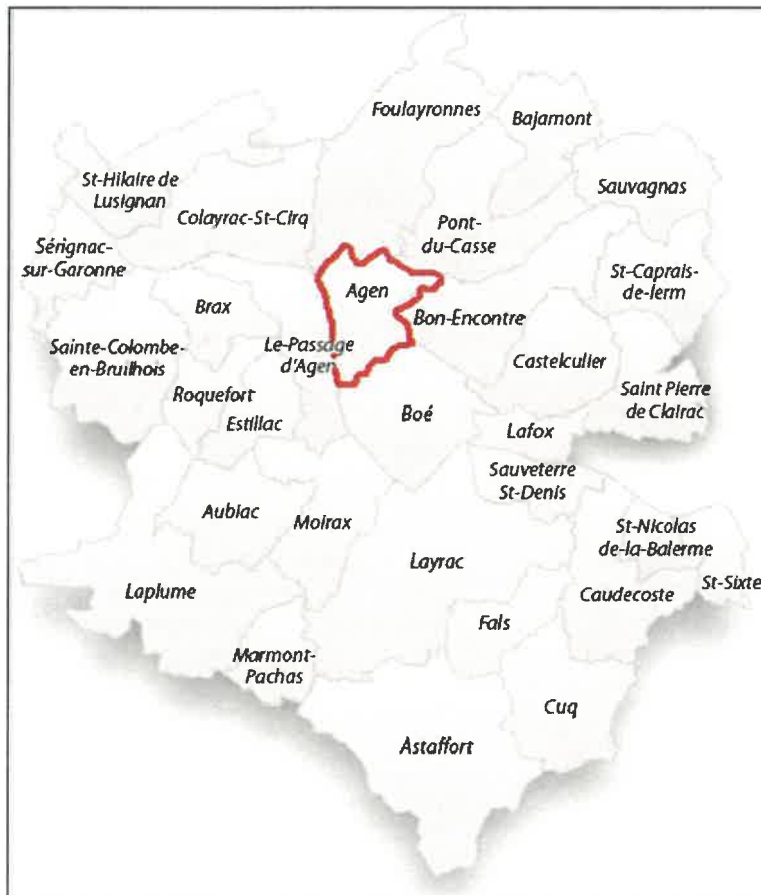 Foulayronnes
Bajamont
St-Hilaire de
Lusignan
Colayrac-St-Cirq
Sauvagnas
Pont-
du-Casse
Sérignac-
sur-Garonne
St-Caprais-
de-lerm
Agen
Brax
Bon-Encontre
Sainte-Colombe-
en-Bruilhois
Le-Passage
d'Agen
Castelculier
Roquefort
Saint Pierre
de Clairac
Estillac
Boé
Lafox
Sauveterre
St-Denis
Aubiac
Moirax
St-Nicolas
de-la-Balerme
Layrac
St-Sixte
Laplume
Caudecoste
Fals
Marmont-
Pachas
Cuq
Astaffort